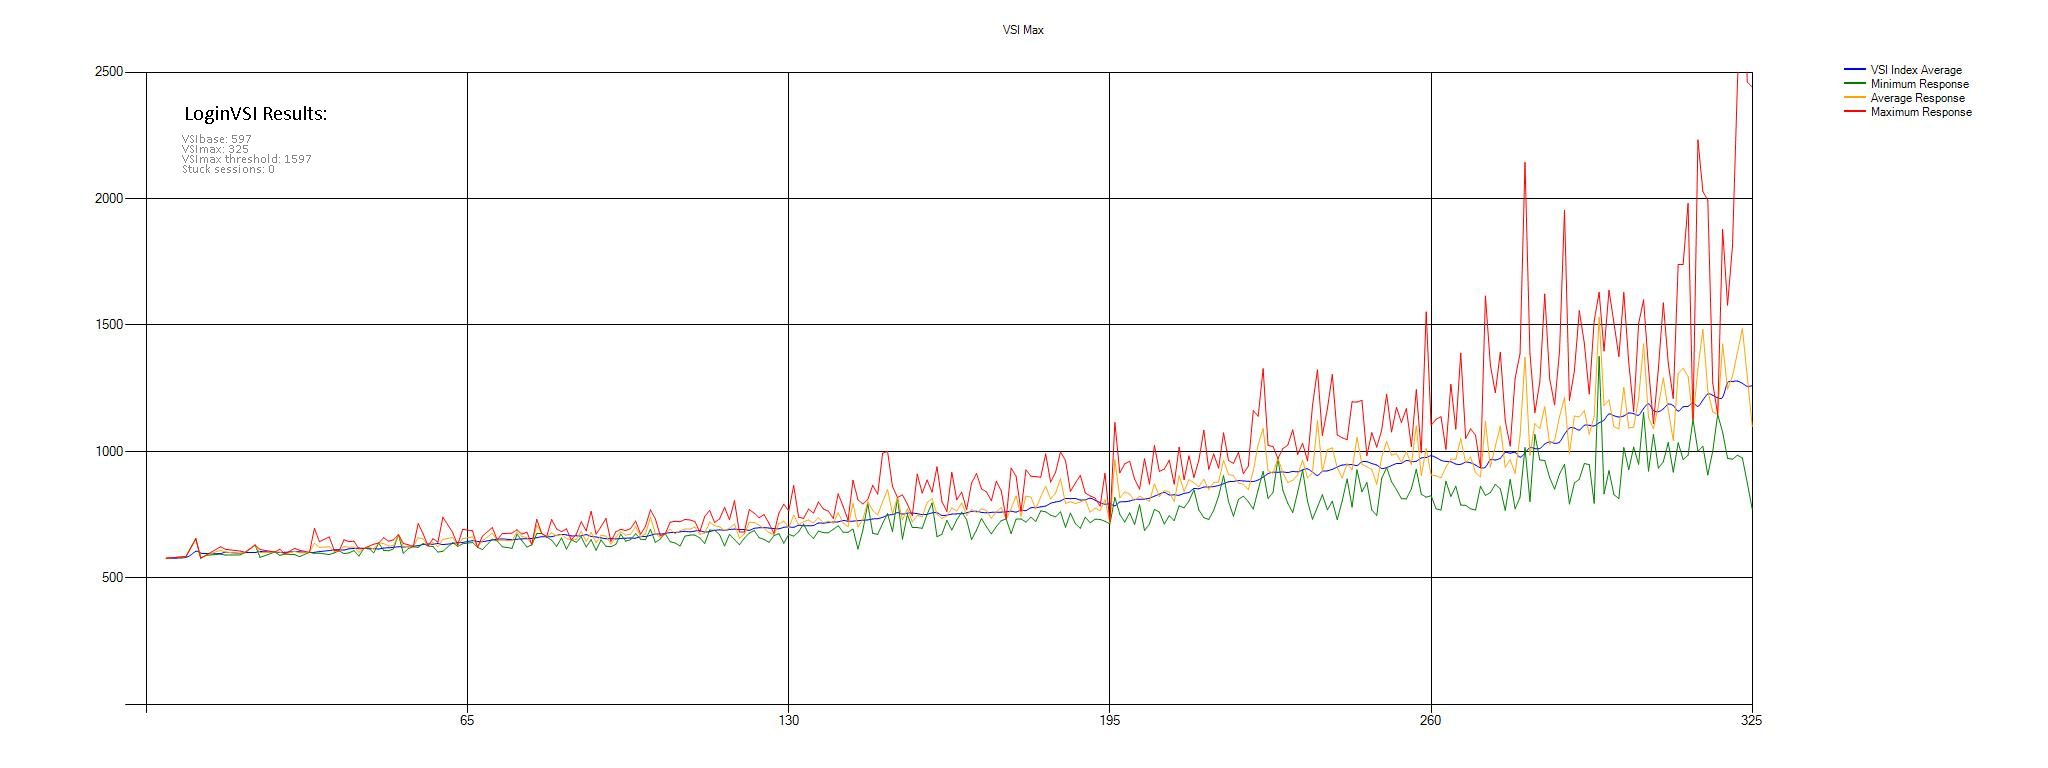 VSI Max
2500
2000
1500
1000
500
65
130
195
260
325
LoginVSI Results:
VSIbase: 597
VSImax: 325
VSImax threshold: 1597
Stuck sessions: 0
VSI Index Average
Minimum Response
Average Response
Maximum Response